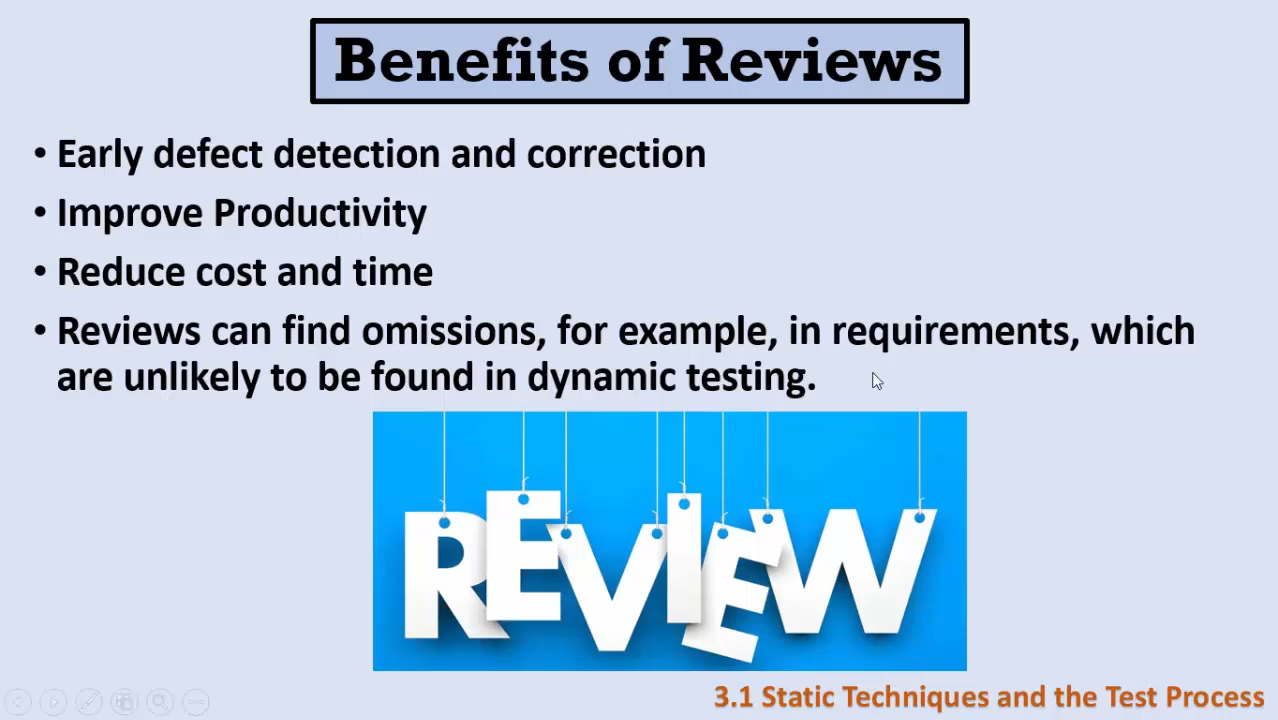 Benefits of Reviews
• Early defect detection and correction
• Improve Productivity
• Reduce cost and time
• Reviews can find omissions, for example, in requirements, which
are unlikely to be found in dynamic testing.
REVIEW
3.1 Static Techniques and the Test Process